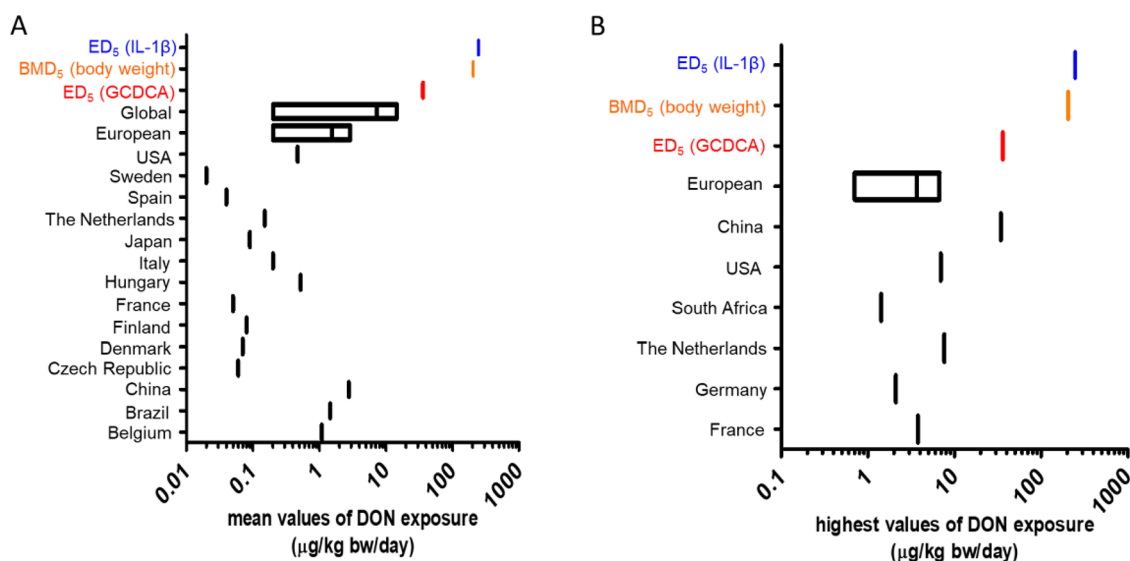 A
ED5 (IL-1β)
BMD5 (body weight)
ED5 (GCDCA)
Global
European
USA
Sweden
Spain
The Netherlands
Japan
Italy
Hungary
France
Finland
Denmark
Czech Republic
China
Brazil
Belgium
0.01 0.1 1 10 100 1000
mean values of DON exposure
(μg/kg bw/day)
B
ED5 (IL-1β)
BMD5 (body weight)
ED5 (GCDCA)
European
China
USA
South Africa
The Netherlands
Germany
France
0.1 1 10 100 1000
highest values of DON exposure
(μg/kg bw/day)